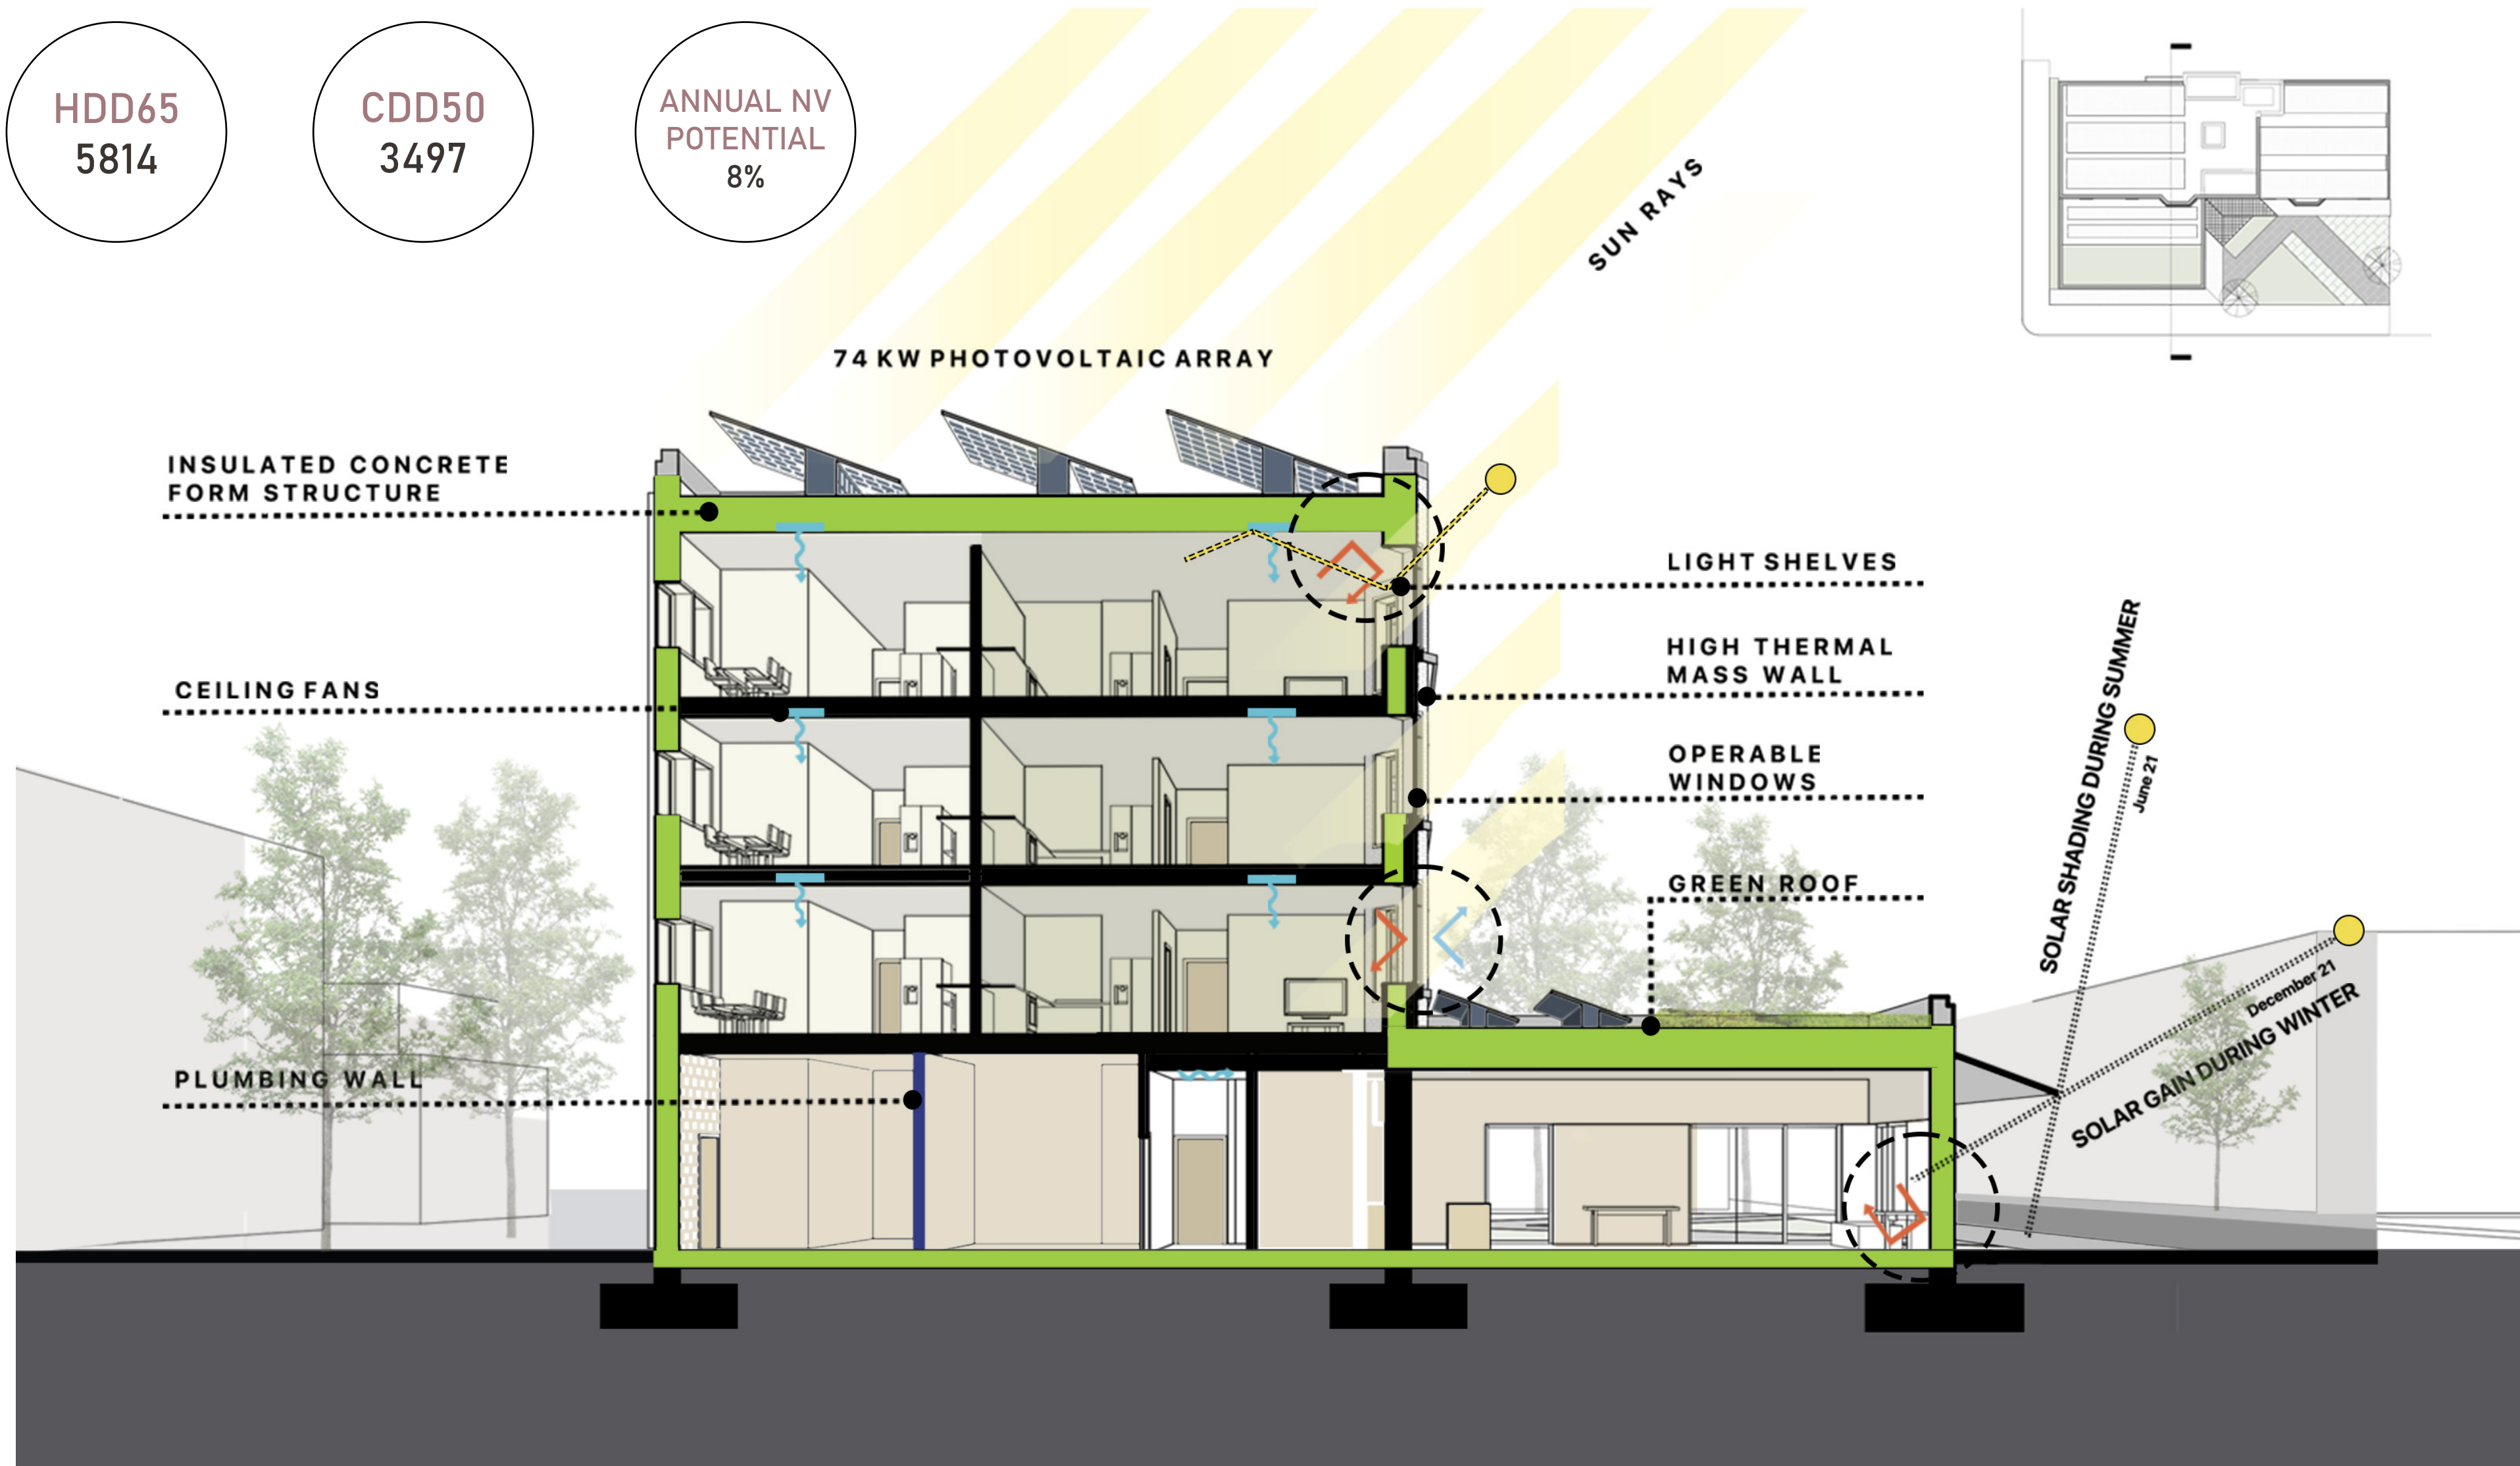 HDD65
5814
CDD50
3497
ANNUAL NV
POTENTIAL
8%
SUN RAYS
74 KW PHOTOVOLTAIC ARRAY
INSULATED CONCRETE
FORM STRUCTURE
CEILING FANS
PLUMBING WALL
LIGHT SHELVES
HIGH THERMAL
MASS WALL
OPERABLE
WINDOWS
GREEN ROOF
SOLAR SHADING DURING SUMMER
June 21
December 21
SOLAR GAIN DURING WINTER